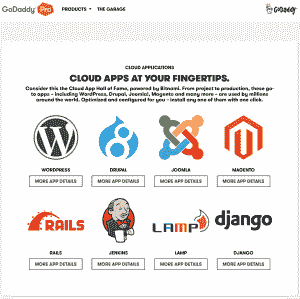 GoDaddy Pro PRODUCTS THE GARAGE GoDaddy
CLOUD APPLICATIONS
CLOUD APPS AT YOUR FINGERTIPS.
Consider this the Cloud App Hall of Fame, powered by Bitnami. From project to production, these go-
to apps - including WordPress, Drupal, Joomla!, Magento and many more - are used by millions
around the world. Optimized and configured for you - install any one of them with one click.
WORDPRESS DRUPAL JOOMLA MAGENTO
MORE APP DETAILS MORE APP DETAILS MORE APP DETAILS MORE APP DETAILS
RAILS LAMP django
RAILS JENKINS LAMP DJANGO
MORE APP DETAILS MORE APP DETAILS MORE APP DETAILS MORE APP DETAILS